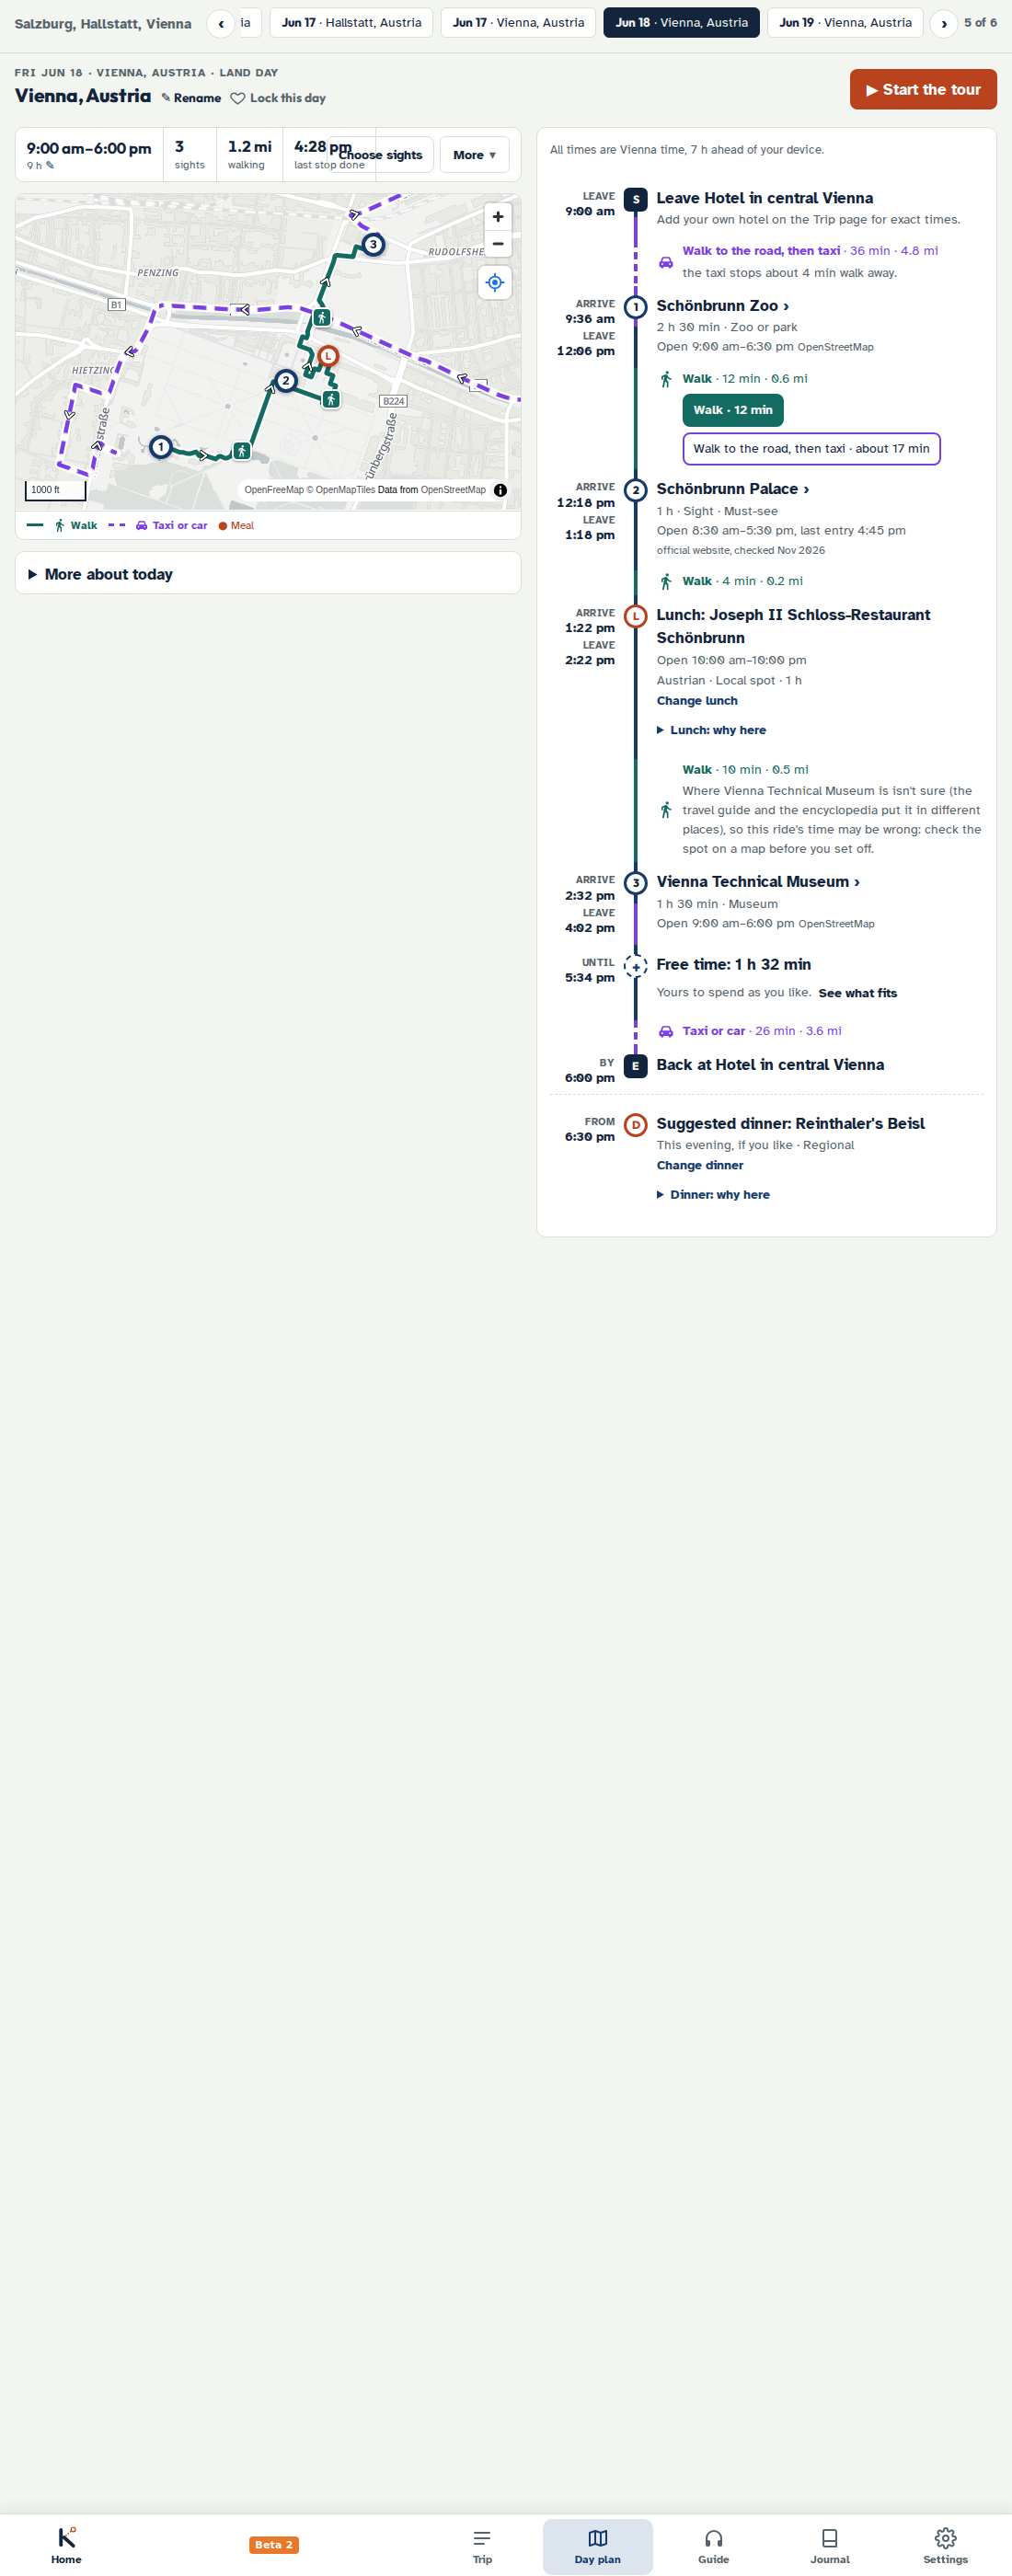 Salzburg, Hallstatt, Vienna
‹
ia
Jun 17 · Hallstatt, Austria
Jun 17 · Vienna, Austria
Jun 18 · Vienna, Austria
Jun 19 · Vienna, Austria
›
5 of 6
FRI JUN 18 · VIENNA, AUSTRIA · LAND DAY
Vienna, Austria
✎ Rename
Lock this day
▶ Start the tour
9:00 am–6:00 pm
9 h ✎
3
sights
1.2 mi
walking
4:28 pm
last stop done
Choose sights
More ▼
PENZING
RUDOLFSHE
B1
HIETZING
B224
straße
ünbergstraße
+
−
1
2
3
L
1000 ft
OpenFreeMap © OpenMapTiles Data from OpenStreetMap
Walk
Taxi or car
Meal
▶ More about today
All times are Vienna time, 7 h ahead of your device.
LEAVE
9:00 am
S
Leave Hotel in central Vienna
Add your own hotel on the Trip page for exact times.
Walk to the road, then taxi · 36 min · 4.8 mi
the taxi stops about 4 min walk away.
ARRIVE
9:36 am
LEAVE
12:06 pm
1
Schönbrunn Zoo ›
2 h 30 min · Zoo or park
Open 9:00 am–6:30 pm OpenStreetMap
Walk · 12 min · 0.6 mi
Walk · 12 min
Walk to the road, then taxi · about 17 min
ARRIVE
12:18 pm
LEAVE
1:18 pm
2
Schönbrunn Palace ›
1 h · Sight · Must-see
Open 8:30 am–5:30 pm, last entry 4:45 pm
official website, checked Nov 2026
Walk · 4 min · 0.2 mi
ARRIVE
1:22 pm
LEAVE
2:22 pm
L
Lunch: Joseph II Schloss-Restaurant
Schönbrunn
Open 10:00 am–10:00 pm
Austrian · Local spot · 1 h
Change lunch
▶ Lunch: why here
Walk · 10 min · 0.5 mi
Where Vienna Technical Museum is isn't sure (the
travel guide and the encyclopedia put it in different
places), so this ride's time may be wrong: check the
spot on a map before you set off.
ARRIVE
2:32 pm
LEAVE
4:02 pm
3
Vienna Technical Museum ›
1 h 30 min · Museum
Open 9:00 am–6:00 pm OpenStreetMap
UNTIL
5:34 pm
+
Free time: 1 h 32 min
Yours to spend as you like. See what fits
Taxi or car · 26 min · 3.6 mi
BY
6:00 pm
E
Back at Hotel in central Vienna
FROM
6:30 pm
D
Suggested dinner: Reinthaler's Beisl
This evening, if you like · Regional
Change dinner
▶ Dinner: why here
Home
Beta 2
Trip
Day plan
Guide
Journal
Settings